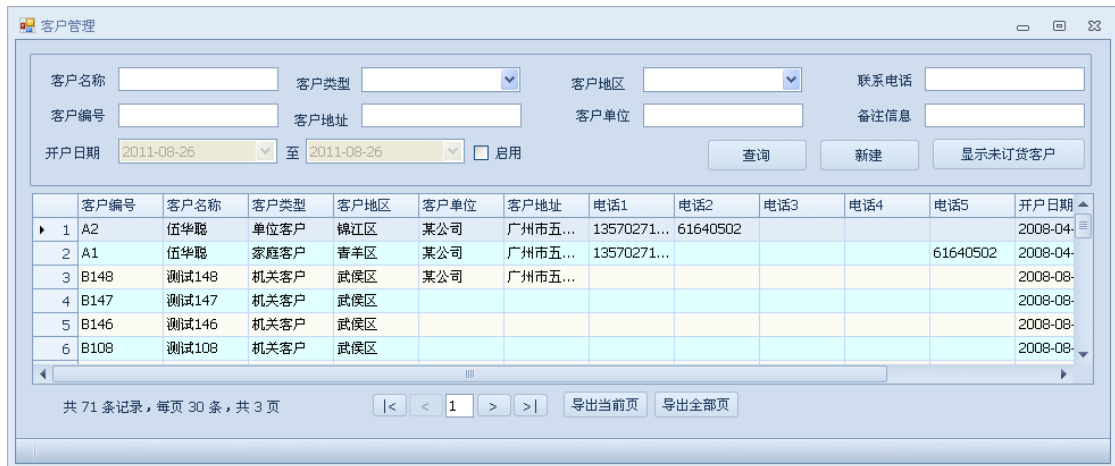 客户管理
客户名称 客户类型 客户地区 联系电话
客户编号 客户地址 客户单位 备注信息
开户日期 2011-08-26 至 2011-08-26 启用 查询 新建 显示未订货客户
客户编号 客户名称 客户类型 客户地区 客户单位 客户地址 电话1 电话2 电话3 电话4 电话5 开户日期
1 A2 伍华聪 单位客户 锦江区 某公司 广州市五... 13570271... 61640502 2008-04-
2 A1 伍华聪 家庭客户 青羊区 某公司 广州市五... 13570271... 61640502 2008-04-
3 B148 测试148 机关客户 武侯区 某公司 广州市五... 2008-08-
4 B147 测试147 机关客户 武侯区 2008-08-
5 B146 测试146 机关客户 武侯区 2008-08-
6 B108 测试108 机关客户 武侯区 2008-08-
共 71 条记录，每页 30 条，共 3 页 |< < 1 > >| 导出当前页 导出全部页